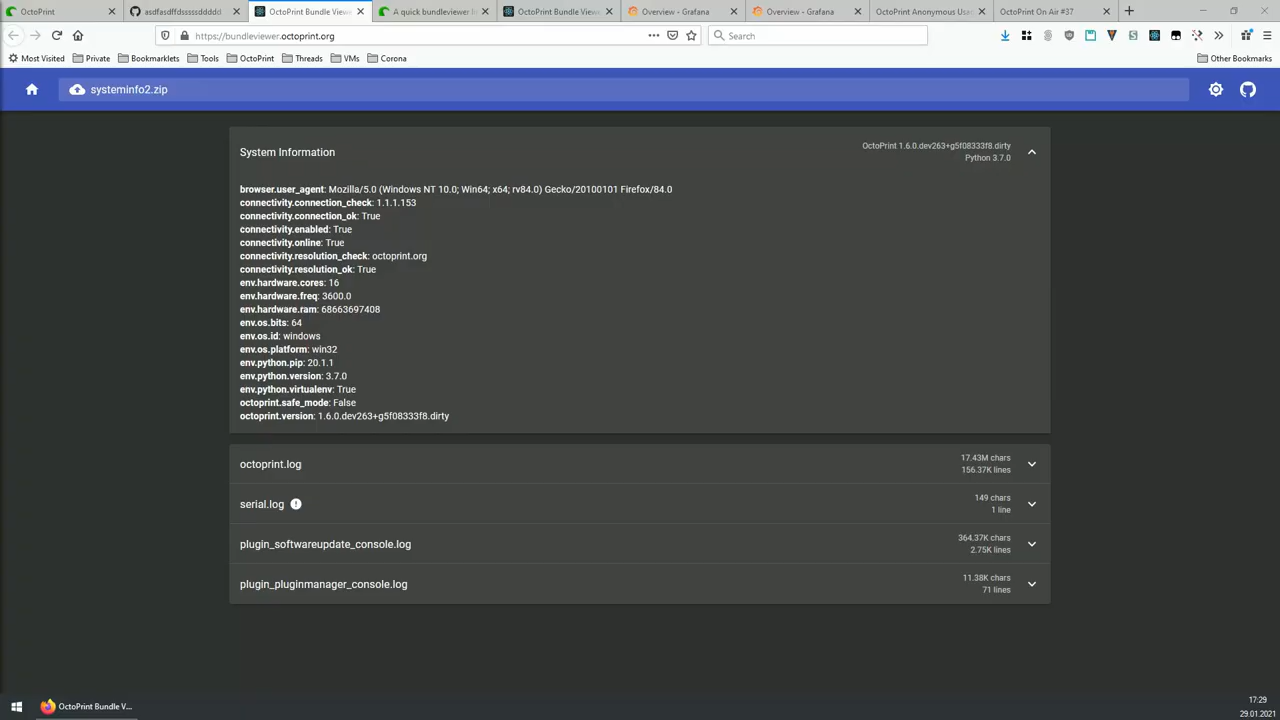 OctoPrint
asdfasdffdsssssddddd
OctoPrint Bundle Viewe
A quick bundleviewer i
OctoPrint Bundle View
Overview - Grafana
Overview - Grafana
OctoPrint Anonymous Usa
OctoPrint On Air #37
https://bundleviewer.octoprint.org
Search
Most Visited
Private
Bookmarklets
Tools
OctoPrint
Threads
VMs
Corona
Other Bookmarks
systeminfo2.zip
System Information
OctoPrint 1.6.0.dev263+g5f08333f8.dirty
Python 3.7.0
browser.user_agent: Mozilla/5.0 (Windows NT 10.0; Win64; x64; rv84.0) Gecko/20100101 Firefox/84.0
connectivity.connection_check: 1.1.1.153
connectivity.connection_ok: True
connectivity.enabled: True
connectivity.online: True
connectivity.resolution_check: octoprint.org
connectivity.resolution_ok: True
env.hardware.cores: 16
env.hardware.freq: 3600.0
env.hardware.ram: 68663697408
env.os.bits: 64
env.os.id: windows
env.os.platform: win32
env.python.pip: 20.1.1
env.python.version: 3.7.0
env.python.virtualenv: True
octoprint.safe_mode: False
octoprint.version: 1.6.0.dev263+g5f08333f8.dirty
octoprint.log
17.43M chars
156.37K lines
serial.log
149 chars
1 line
plugin_softwareupdate_console.log
364.37K chars
2.75K lines
plugin_pluginmanager_console.log
11.38K chars
71 lines
OctoPrint Bundle V...
17:29
29.01.2021